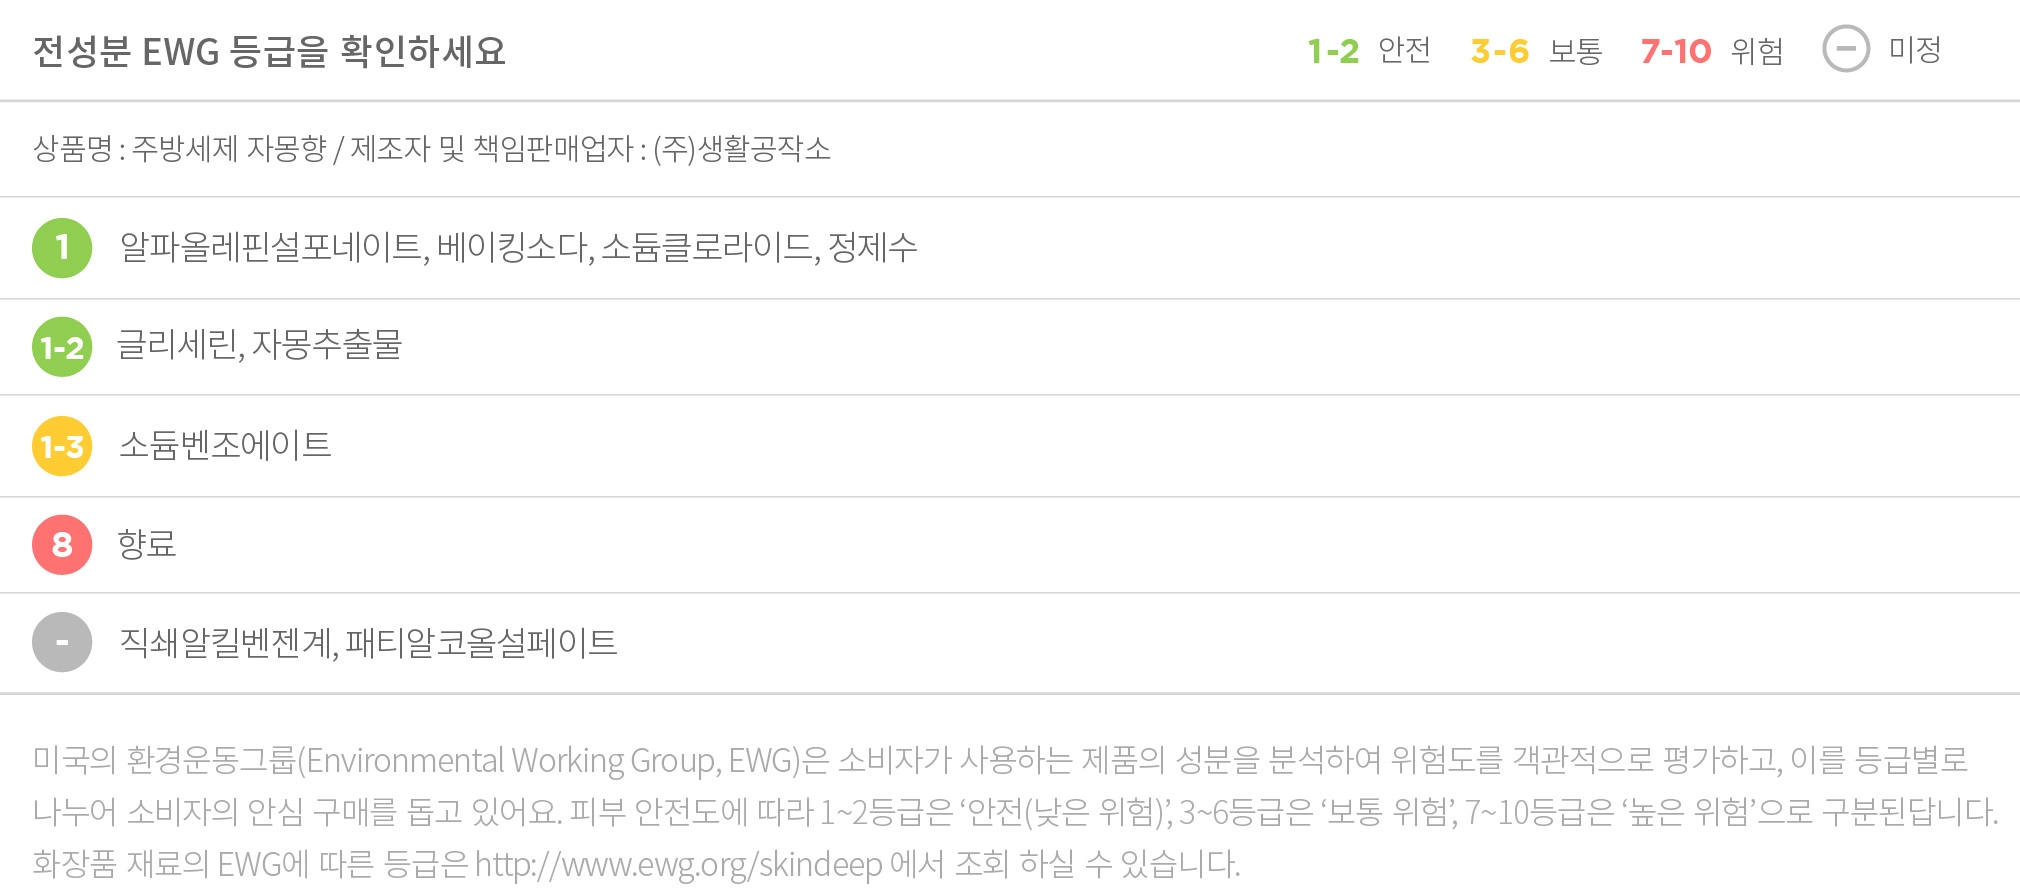 전성분 EWG 등급을 확인하세요 1-2 안전 3-6 보통 7-10 위험 - 미정
상품명 : 주방세제 자몽향 / 제조자 및 책임판매업자 : (주)생활공작소
1 알파올레핀설포네이트, 베이킹소다, 소듐클로라이드, 정제수
1-2 글리세린, 자몽추출물
1-3 소듐벤조에이트
8 향료
- 직쇄알킬벤젠계, 패티알코올설페이트
미국의 환경운동그룹(Environmental Working Group, EWG)은 소비자가 사용하는 제품의 성분을 분석하여 위험도를 객관적으로 평가하고, 이를 등급별로
나누어 소비자의 안심 구매를 돕고 있어요. 피부 안전도에 따라 1~2등급은 ‘안전(낮은 위험)’, 3~6등급은 ‘보통 위험’, 7~10등급은 ‘높은 위험’으로 구분된답니다.
화장품 재료의 EWG에 따른 등급은 http://www.ewg.org/skindeep 에서 조회 하실 수 있습니다.